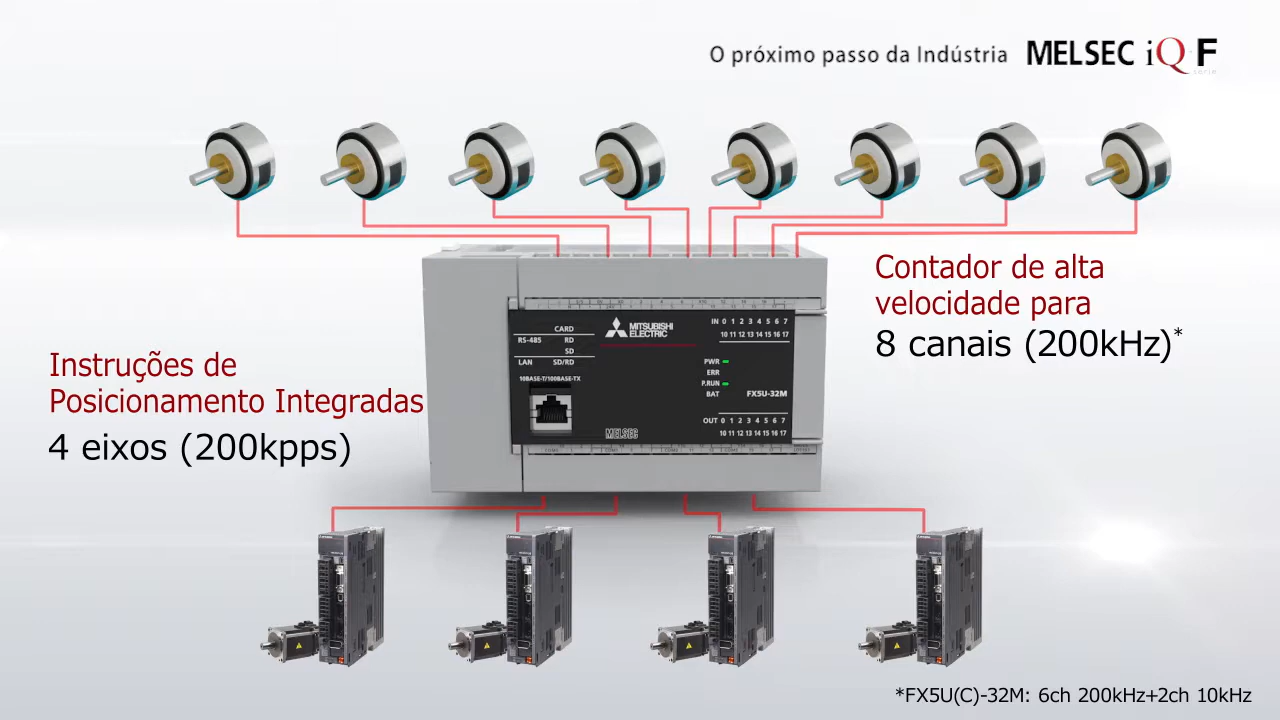 O próximo passo da Indústria MELSEC iQ F
serie
Contador de alta
velocidade para
8 canais (200kHz)*
Instruções de
Posicionamento Integradas
4 eixos (200kpps)
CARD
RS-485 RD
SD
LAN SD/RD
10BASE-T/100BASE-TX
MITSUBISHI
ELECTRIC
IN 0 1 2 3 4 5 6 7
10 11 12 13 14 15 16 17
PWR
ERR
P.RUN
BAT
FX5U-32M
OUT 0 1 2 3 4 5 6 7
10 11 12 13 14 15 16 17
MELSEC
*FX5U(C)-32M: 6ch 200kHz+2ch 10kHz